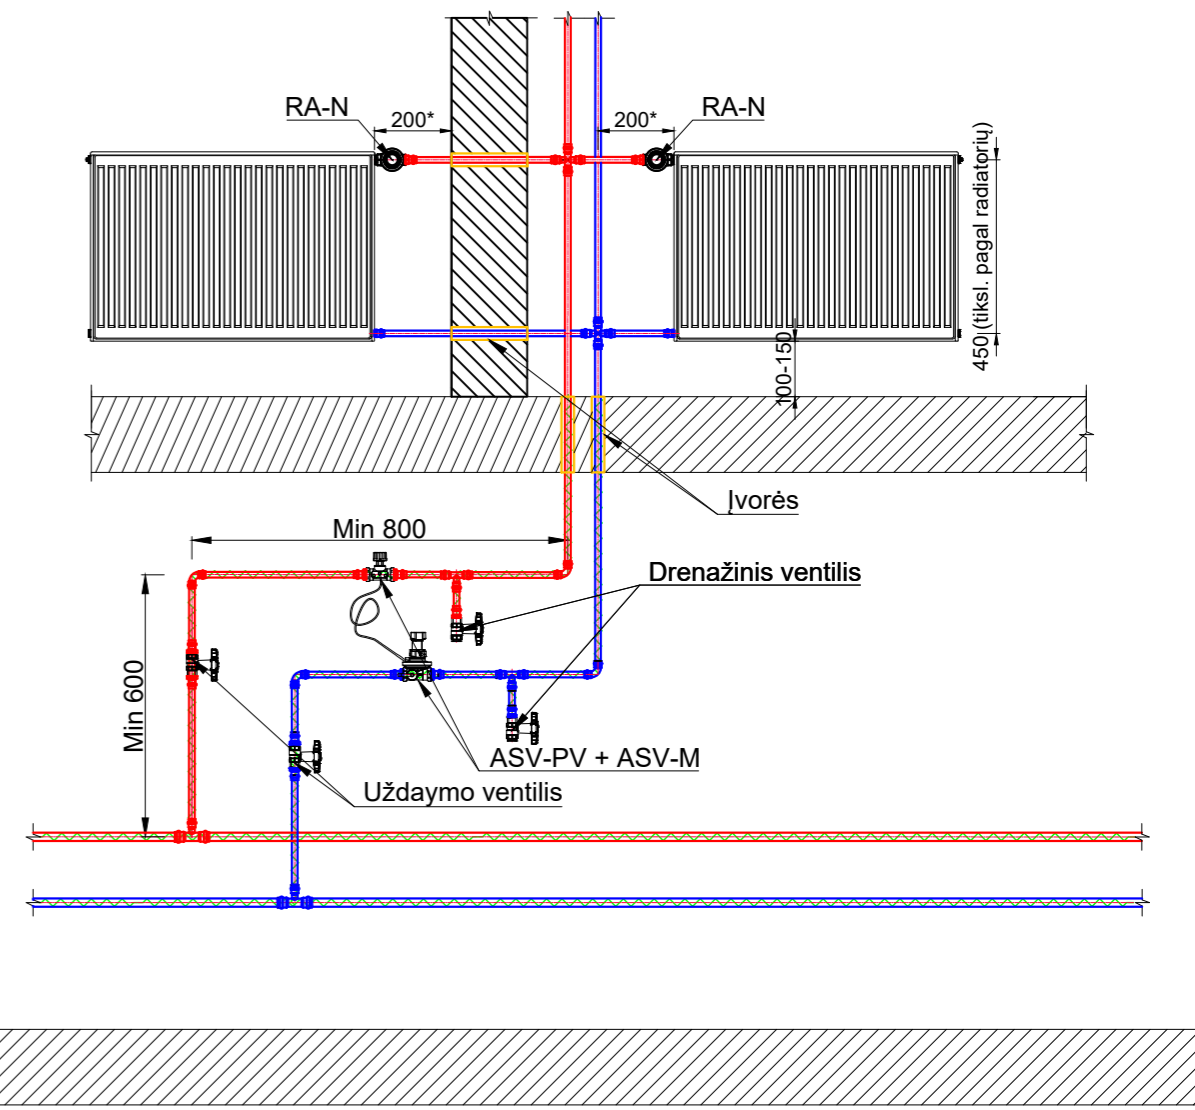 RA-N
200*
200*
RA-N
450 (tiksl. pagal radiatorių)
100-150
Įvorės
Min 800
Drenažinis ventilis
Min 600
ASV-PV + ASV-M
Uždaymo ventilis